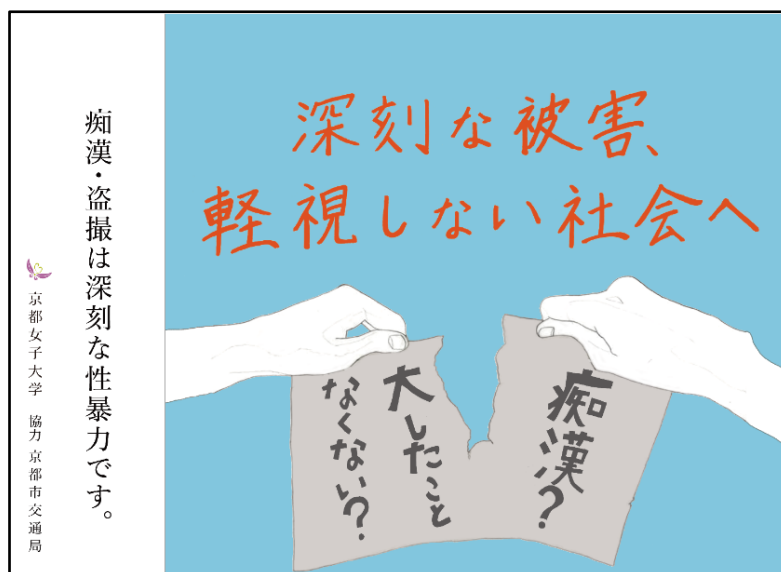 深刻な被害、
軽視しない社会へ
痴漢?
大したこと
なくない?
痴漢・盗撮は深刻な性暴力です。
京都女子大学 協力 京都市交通局